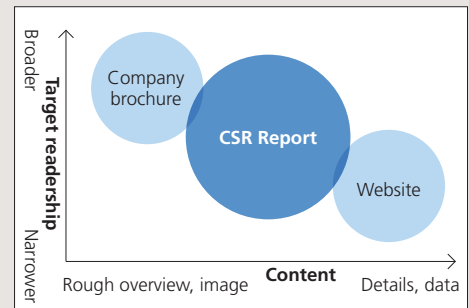 Broader
Target readership
Narrower
Company
brochure
CSR Report
Website
Rough overview, image
Content
Details, data